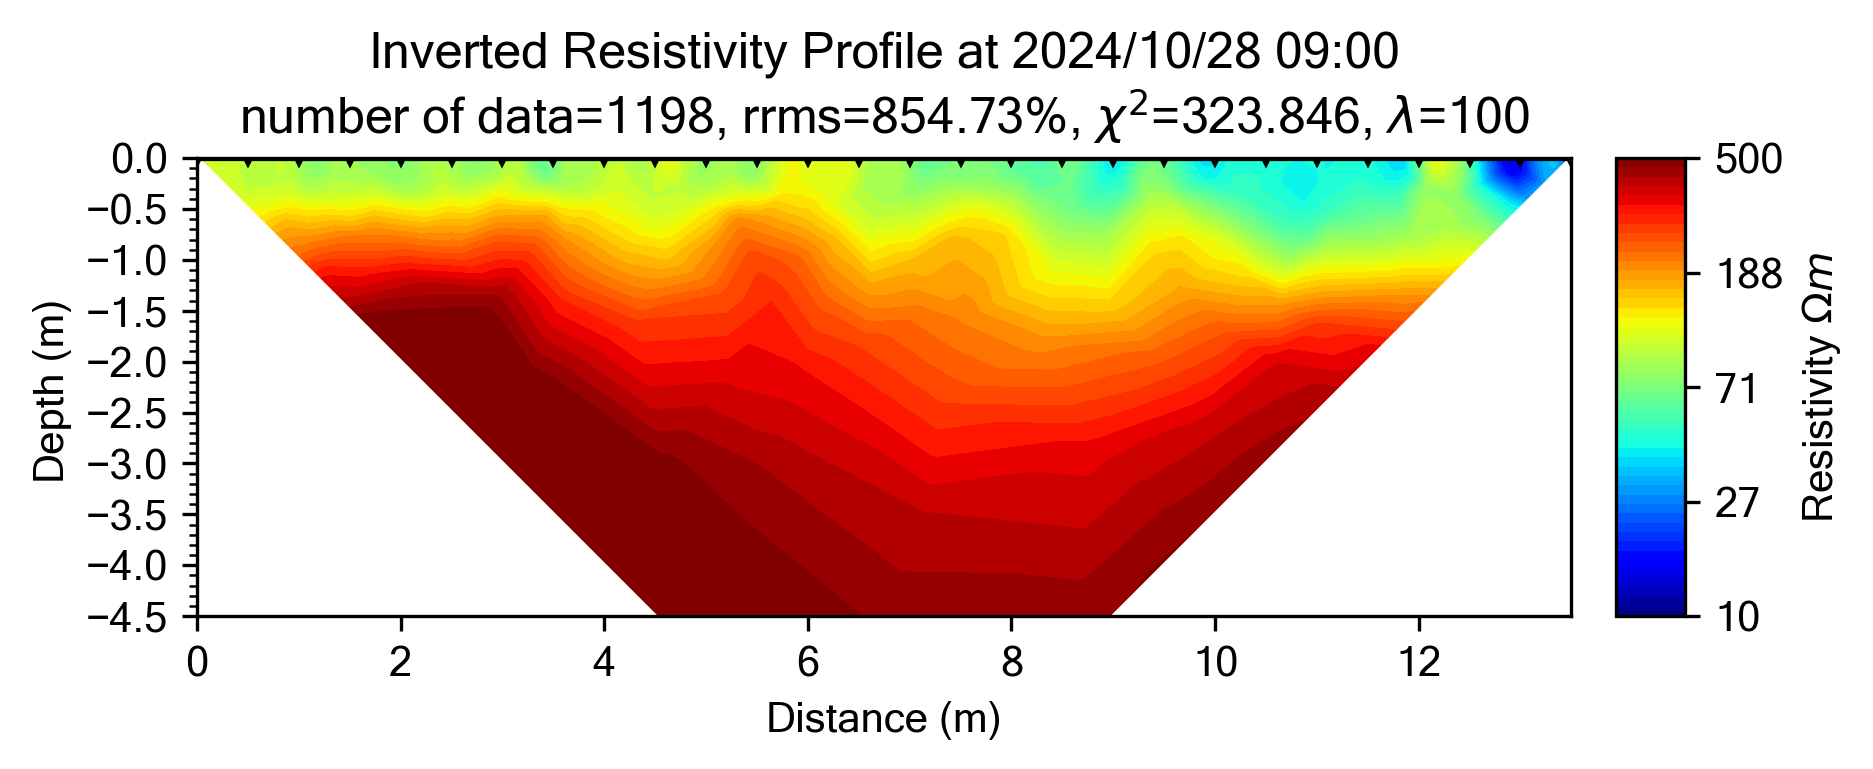 Inverted Resistivity Profile at 2024/10/28 09:00
number of data=1198, rrms=854.73%, χ²=323.846, λ=100
0.0
−0.5
−1.0
−1.5
−2.0
−2.5
−3.0
−3.5
−4.0
−4.5
Depth (m)
0 2 4 6 8 10 12
Distance (m)
500
188
71
27
10
Resistivity Ωm